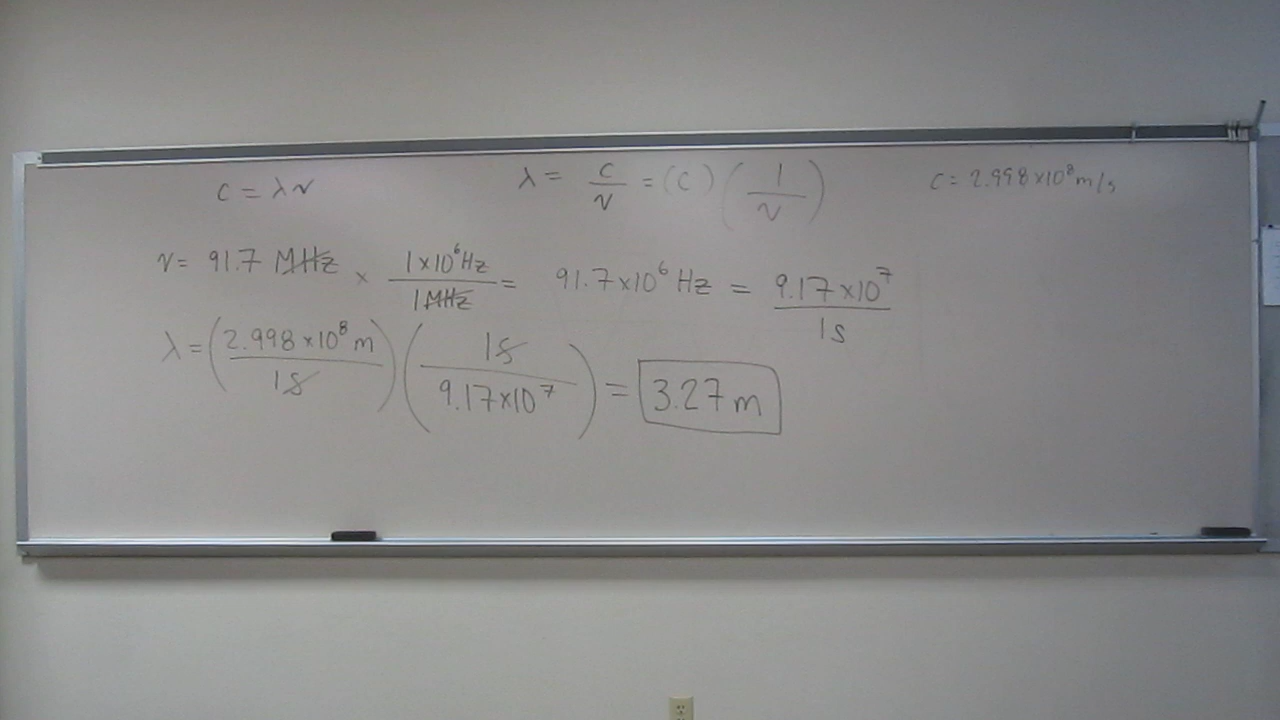 c = λν λ = c/ν = (c) (1/ν) c = 2.998 x 10⁸ m/s
ν = 91.7 MHz x 1 x 10⁶ Hz / 1 MHz = 91.7 x 10⁶ Hz = 9.17 x 10⁷ / 1s
λ = (2.998 x 10⁸ m / 1s) (1s / 9.17 x 10⁷) = 3.27 m